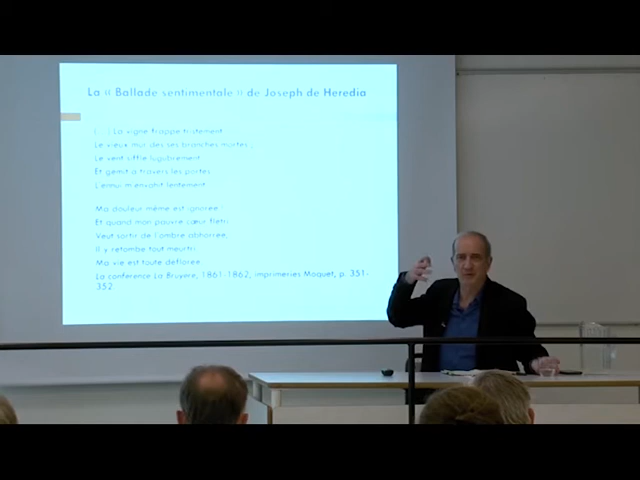 La « Ballade sentimentale » de Joseph de Heredia
(...) La vigne frappe tristement
Le vieux mur des ses branches mortes ;
Le vent siffle lugubrement
Et gémit à travers les portes
L'ennui m'envahit lentement
Ma douleur même est ignorée !
Et quand mon pauvre cœur flétri
Veut sortir de l'ombre abhorrée,
Il y retombe tout meurtri
Ma vie est toute déflorée
La conférence La Bruyère, 1861-1862, imprimeries Moquet, p. 351-
352